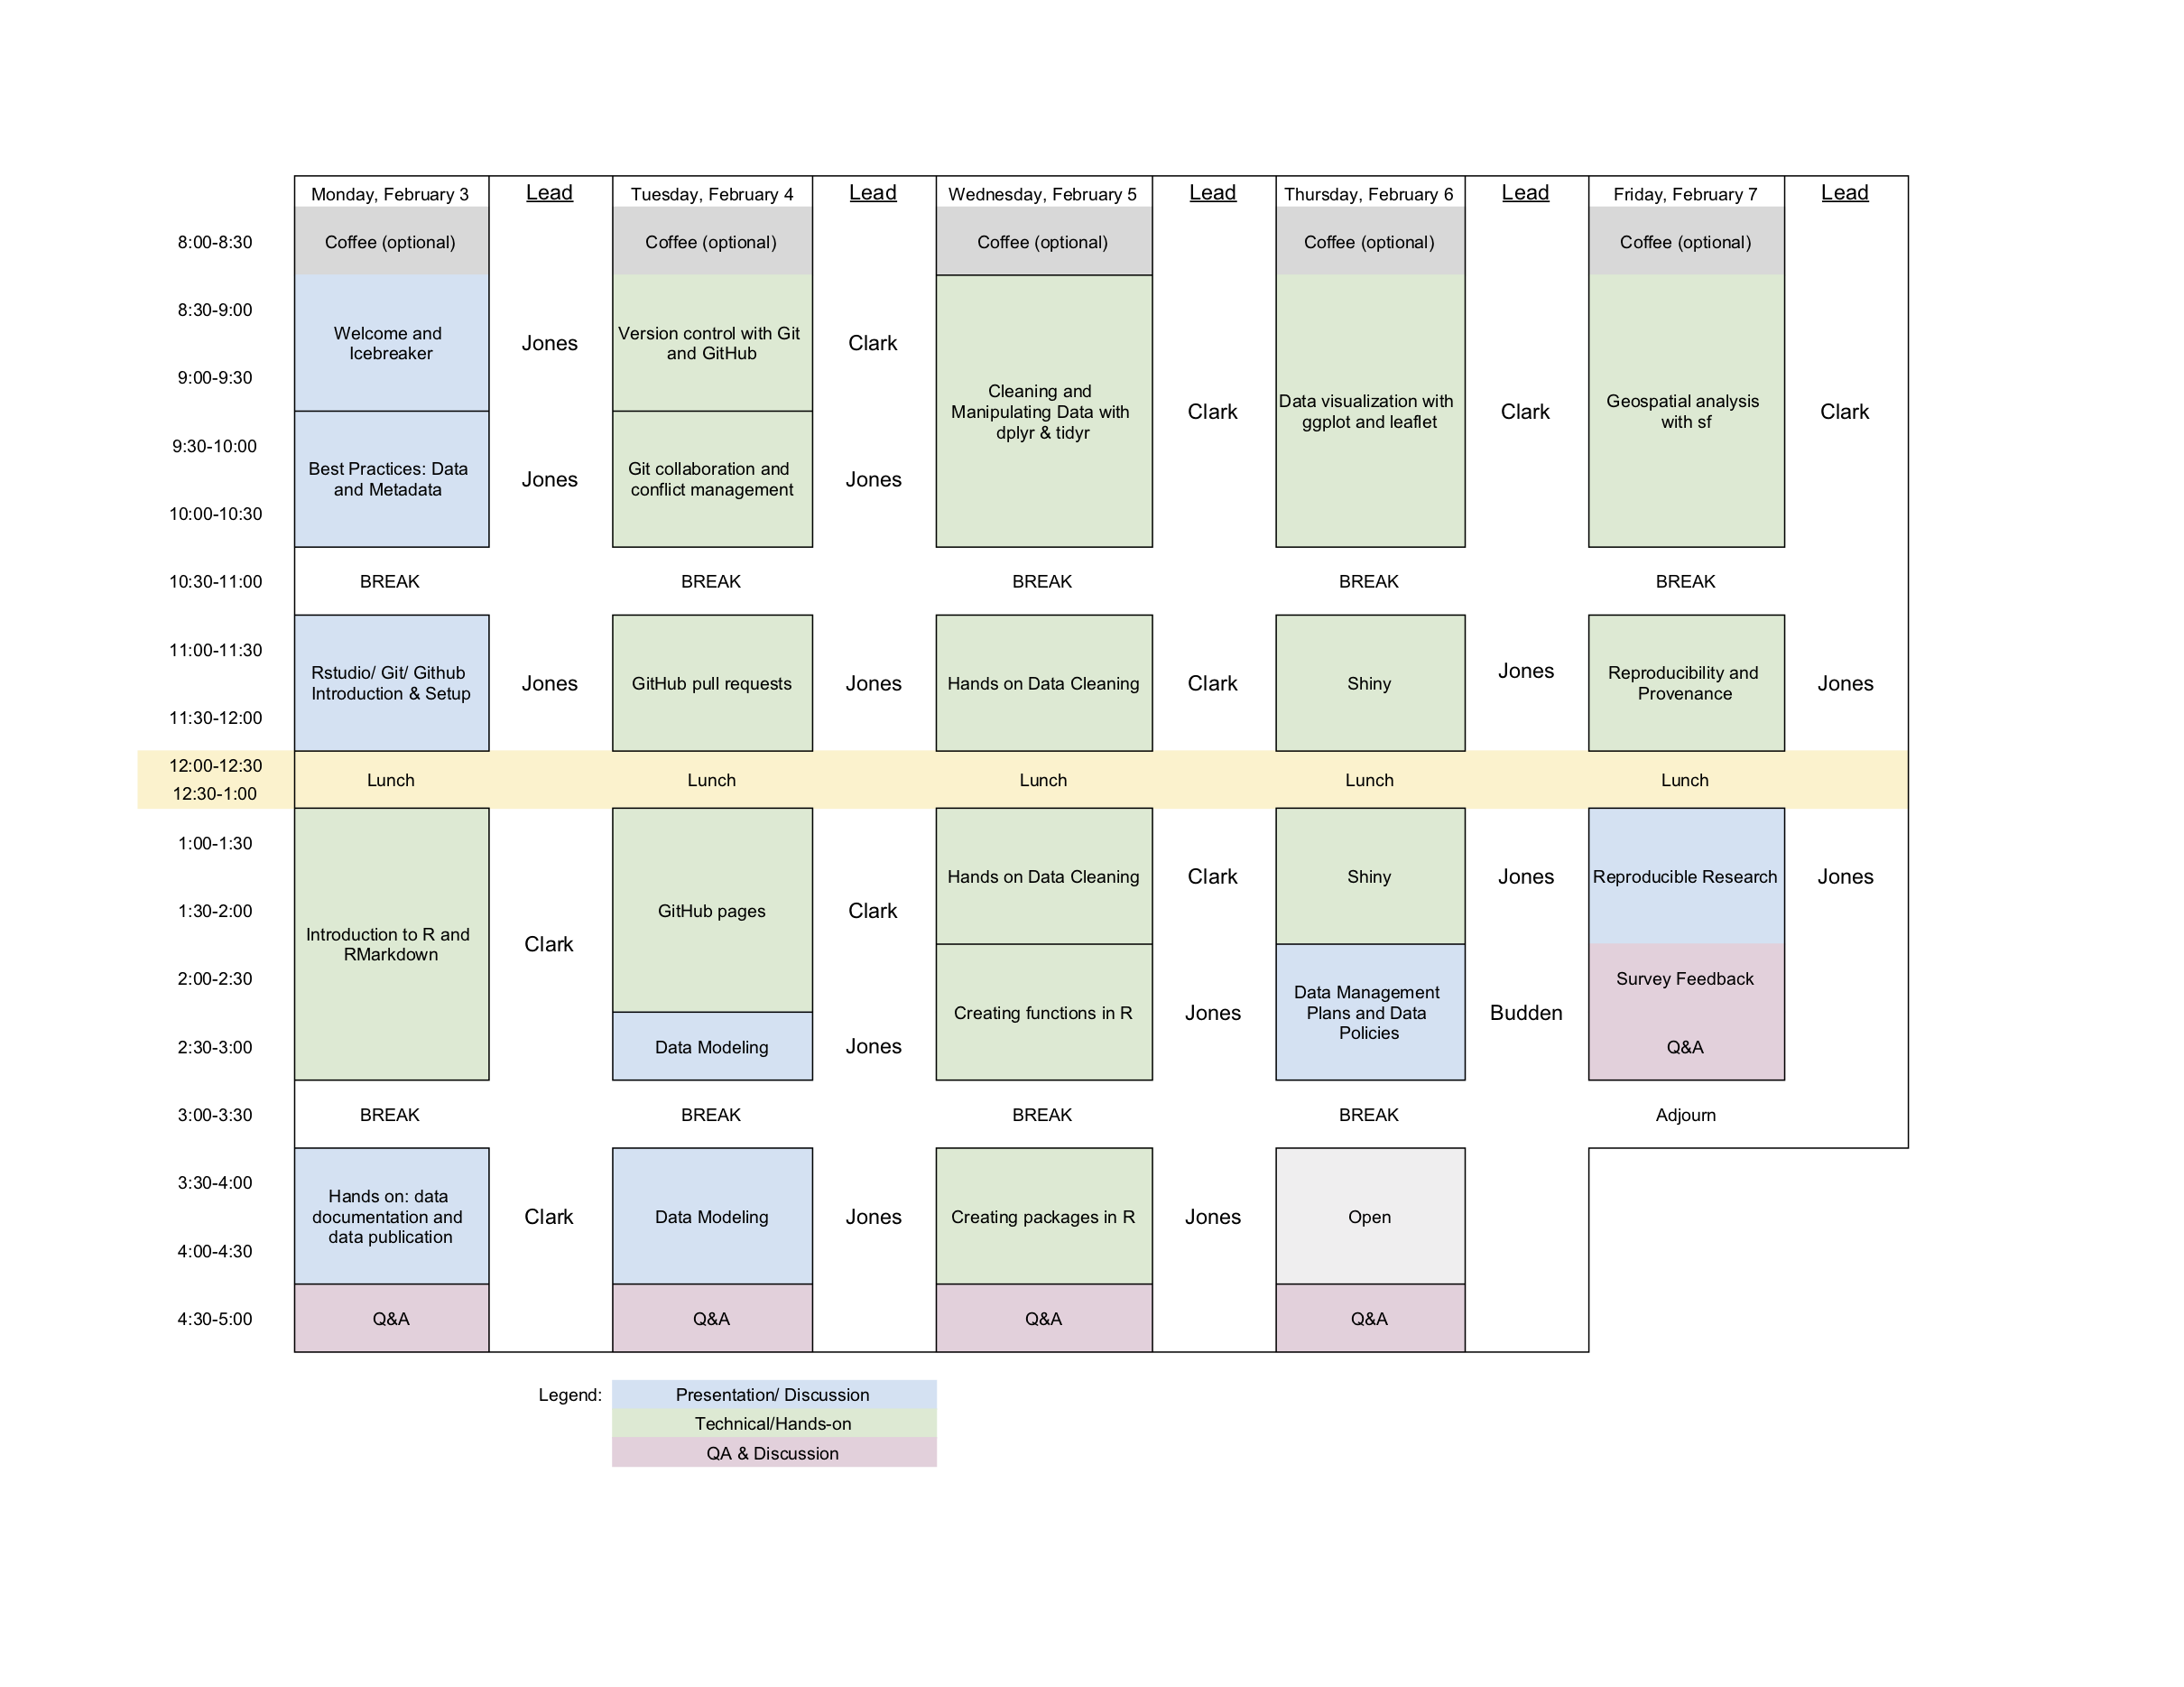 Monday, February 3 Lead Tuesday, February 4 Lead Wednesday, February 5 Lead Thursday, February 6 Lead Friday, February 7 Lead
8:00-8:30 Coffee (optional) Coffee (optional) Coffee (optional) Coffee (optional) Coffee (optional)
8:30-9:00
Welcome and
Icebreaker
Jones
Version control with Git
and GitHub
Clark
9:00-9:30
Cleaning and
Manipulating Data with
dplyr & tidyr
Clark
Data visualization with
ggplot and leaflet
Clark
Geospatial analysis
with sf
Clark
9:30-10:00
Best Practices: Data
and Metadata
Jones
Git collaboration and
conflict management
Jones
10:00-10:30
10:30-11:00 BREAK BREAK BREAK BREAK BREAK
11:00-11:30
Rstudio/ Git/ Github
Introduction & Setup
Jones
GitHub pull requests
Jones
Hands on Data Cleaning
Clark
Shiny
Jones
Reproducibility and
Provenance
Jones
11:30-12:00
12:00-12:30
Lunch Lunch Lunch Lunch Lunch
12:30-1:00
1:00-1:30
Hands on Data Cleaning
Clark
Shiny
Jones
Reproducible Research
Jones
1:30-2:00
GitHub pages
Clark
Introduction to R and
RMarkdown
Clark
2:00-2:30
Survey Feedback
Creating functions in R
Jones
Data Management
Plans and Data
Policies
Budden
2:30-3:00
Data Modeling
Jones
Q&A
3:00-3:30 BREAK BREAK BREAK BREAK Adjourn
3:30-4:00
Hands on: data
documentation and
data publication
Clark
Data Modeling
Jones
Creating packages in R
Jones
Open
4:00-4:30
4:30-5:00 Q&A Q&A Q&A Q&A
Legend: Presentation/ Discussion
Technical/Hands-on
QA & Discussion